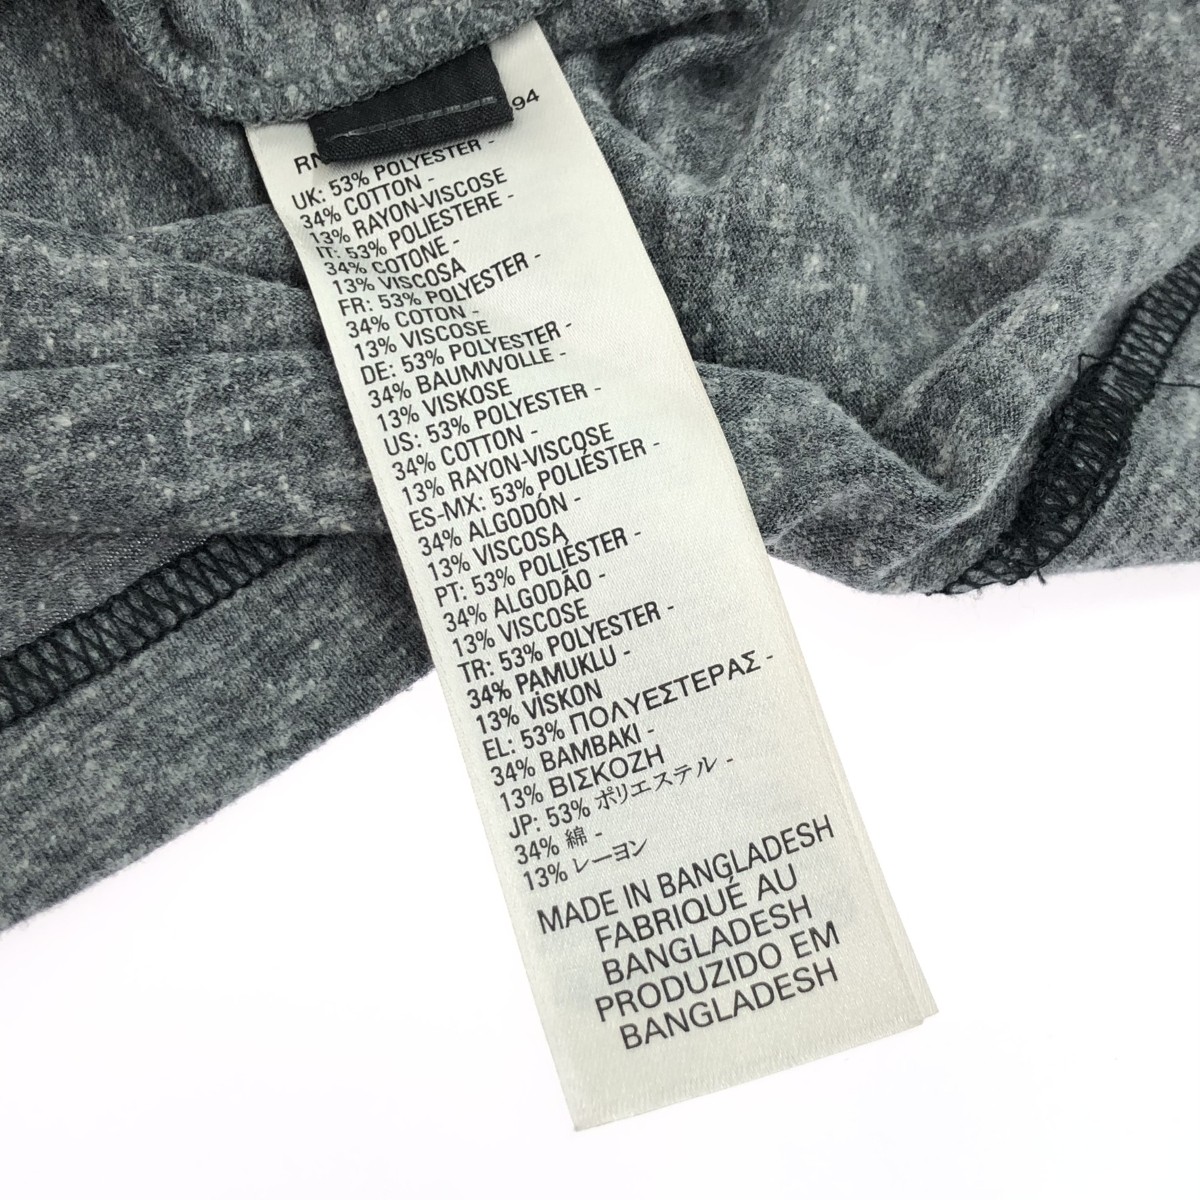 UK: 53% POLYESTER -
34% COTTON -
13% RAYON-VISCOSE
IT: 53% POLIESTERE -
34% COTONE -
13% VISCOSA
FR: 53% POLYESTER -
34% COTON -
13% VISCOSE
DE: 53% POLYESTER -
34% BAUMWOLLE -
13% VISKOSE
US: 53% POLYESTER -
34% COTTON -
13% RAYON-VISCOSE
ES-MX: 53% POLIÉSTER -
34% ALGODÓN -
13% VISCOSA
PT: 53% POLIÉSTER -
34% ALGODÃO -
13% VISCOSE
TR: 53% POLYESTER -
34% PAMUKLU -
13% VİSKON
EL: 53% ΠΟΛΥΕΣΤΕΡΑΣ -
34% ΒΑΜΒΑΚΙ -
13% ΒΙΣΚΟΖΗ
JP: 53% ポリエステル -
34% 綿 -
13% レーヨン
MADE IN BANGLADESH
FABRIQUÉ AU
BANGLADESH
PRODUZIDO EM
BANGLADESH